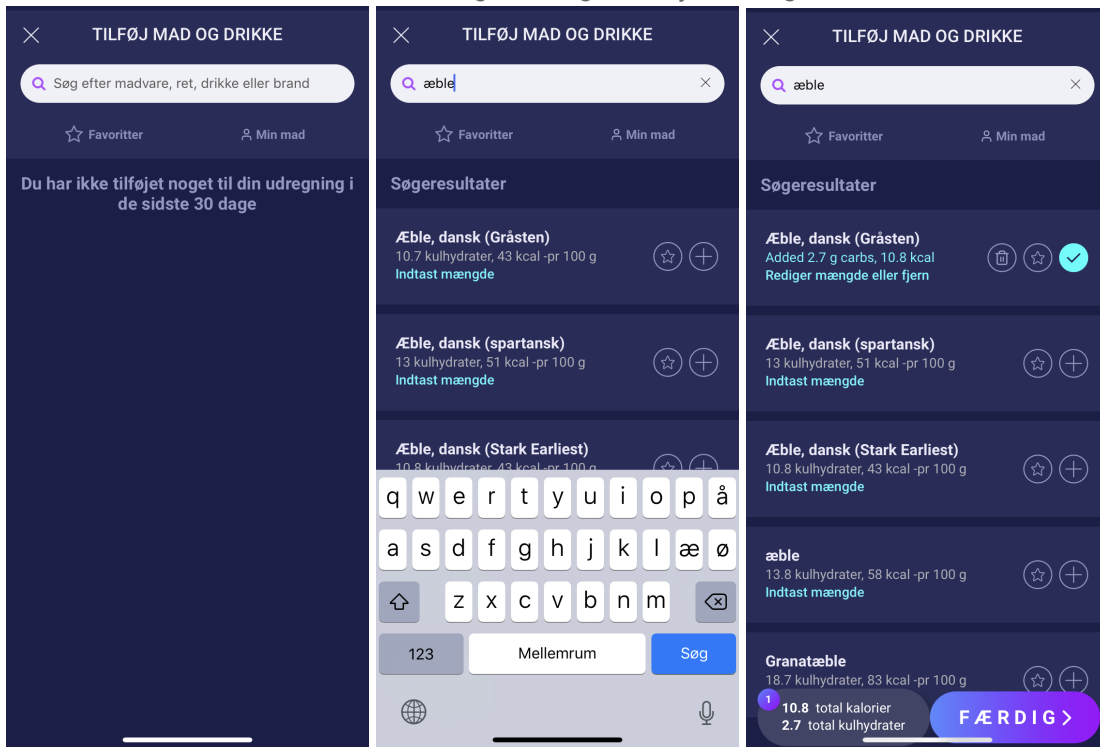 TILFØJ MAD OG DRIKKE
Søg efter madvare, ret, drikke eller brand
Favoritter
Min mad
Du har ikke tilføjet noget til din udregning i
de sidste 30 dage
TILFØJ MAD OG DRIKKE
æble
Favoritter
Min mad
Søgeresultater
Æble, dansk (Gråsten)
10.7 kulhydrater, 43 kcal -pr 100 g
Indtast mængde
Æble, dansk (spartansk)
13 kulhydrater, 51 kcal -pr 100 g
Indtast mængde
Æble, dansk (Stark Earliest)
10.8 kulhydrater, 43 kcal -pr 100 g
q w e r t y u i o p å
a s d f g h j k l æ ø
z x c v b n m
123 Mellemrum Søg
TILFØJ MAD OG DRIKKE
æble
Favoritter
Min mad
Søgeresultater
Æble, dansk (Gråsten)
Added 2.7 g carbs, 10.8 kcal
Rediger mængde eller fjern
Æble, dansk (spartansk)
13 kulhydrater, 51 kcal -pr 100 g
Indtast mængde
Æble, dansk (Stark Earliest)
10.8 kulhydrater, 43 kcal -pr 100 g
Indtast mængde
æble
13.8 kulhydrater, 58 kcal -pr 100 g
Indtast mængde
Granatæble
18.7 kulhydrater, 83 kcal -pr 100 g
1
10.8 total kalorier
2.7 total kulhydrater
FÆRDIG